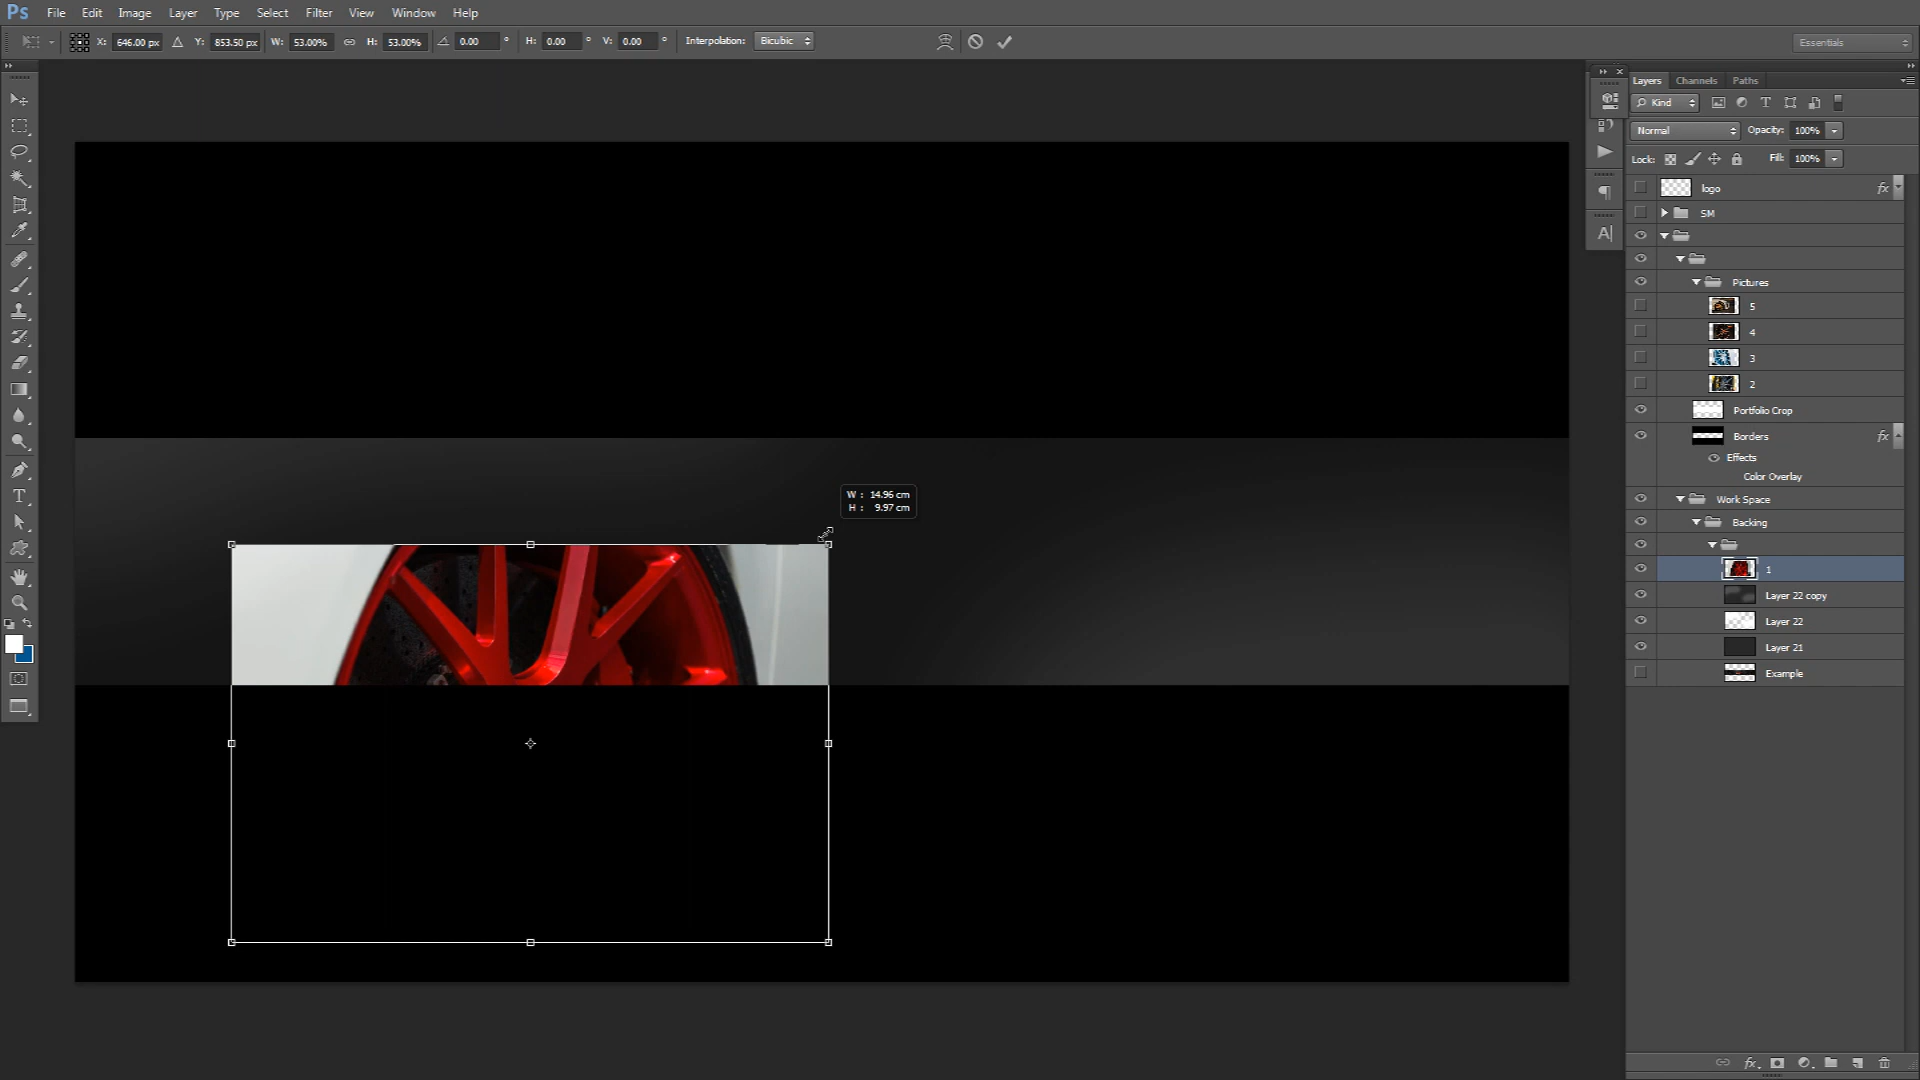 Ps File Edit Image Layer Type Select Filter View Window Help
X: 646.00 px Y: 853.50 px W: 53.00% H: 53.00% 0.00 ° H: 0.00 ° V: 0.00 ° Interpolation: Bicubic
Essentials
Layers Channels Paths
Kind T
Normal Opacity: 100%
Lock: Fill: 100%
logo fx
SM
A|
Pictures
5
4
3
2
Portfolio Crop
Borders fx
Effects
Color Overlay
W : 14.96 cm
H : 9.97 cm
T
Work Space
Backing
1
Layer 22 copy
Layer 22
Layer 21
Example
fx